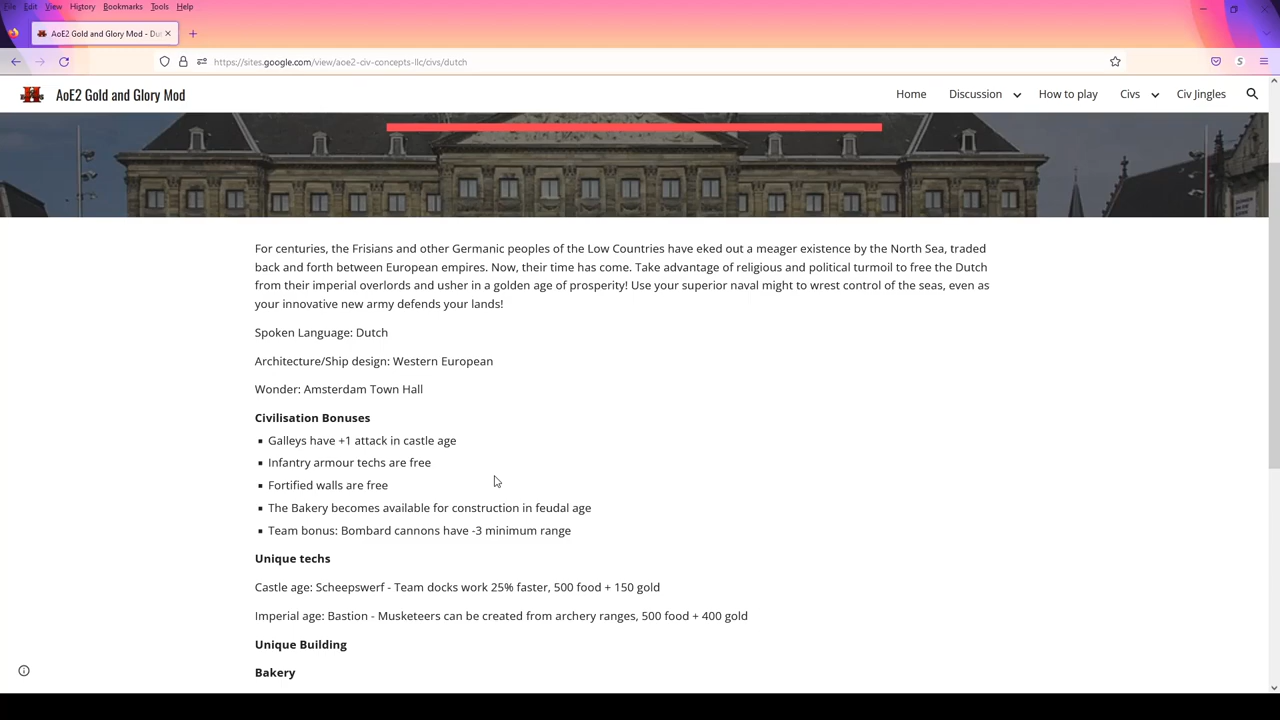 File Edit View History Bookmarks Tools Help
AoE2 Gold and Glory Mod - Du
https://sites.google.com/view/aoe2-civ-concepts-llc/civs/dutch
AoE2 Gold and Glory Mod
Home Discussion How to play Civs Civ Jingles
For centuries, the Frisians and other Germanic peoples of the Low Countries have eked out a meager existence by the North Sea, traded
back and forth between European empires. Now, their time has come. Take advantage of religious and political turmoil to free the Dutch
from their imperial overlords and usher in a golden age of prosperity! Use your superior naval might to wrest control of the seas, even as
your innovative new army defends your lands!
Spoken Language: Dutch
Architecture/Ship design: Western European
Wonder: Amsterdam Town Hall
Civilisation Bonuses
▪ Galleys have +1 attack in castle age
▪ Infantry armour techs are free
▪ Fortified walls are free
▪ The Bakery becomes available for construction in feudal age
▪ Team bonus: Bombard cannons have -3 minimum range
Unique techs
Castle age: Scheepswerf - Team docks work 25% faster, 500 food + 150 gold
Imperial age: Bastion - Musketeers can be created from archery ranges, 500 food + 400 gold
Unique Building
Bakery